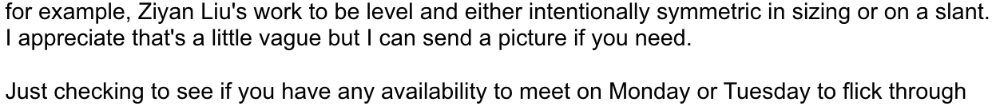 for example, Ziyan Liu's work to be level and either intentionally symmetric in sizing or on a slant.
I appreciate that's a little vague but I can send a picture if you need.
Just checking to see if you have any availability to meet on Monday or Tuesday to flick through